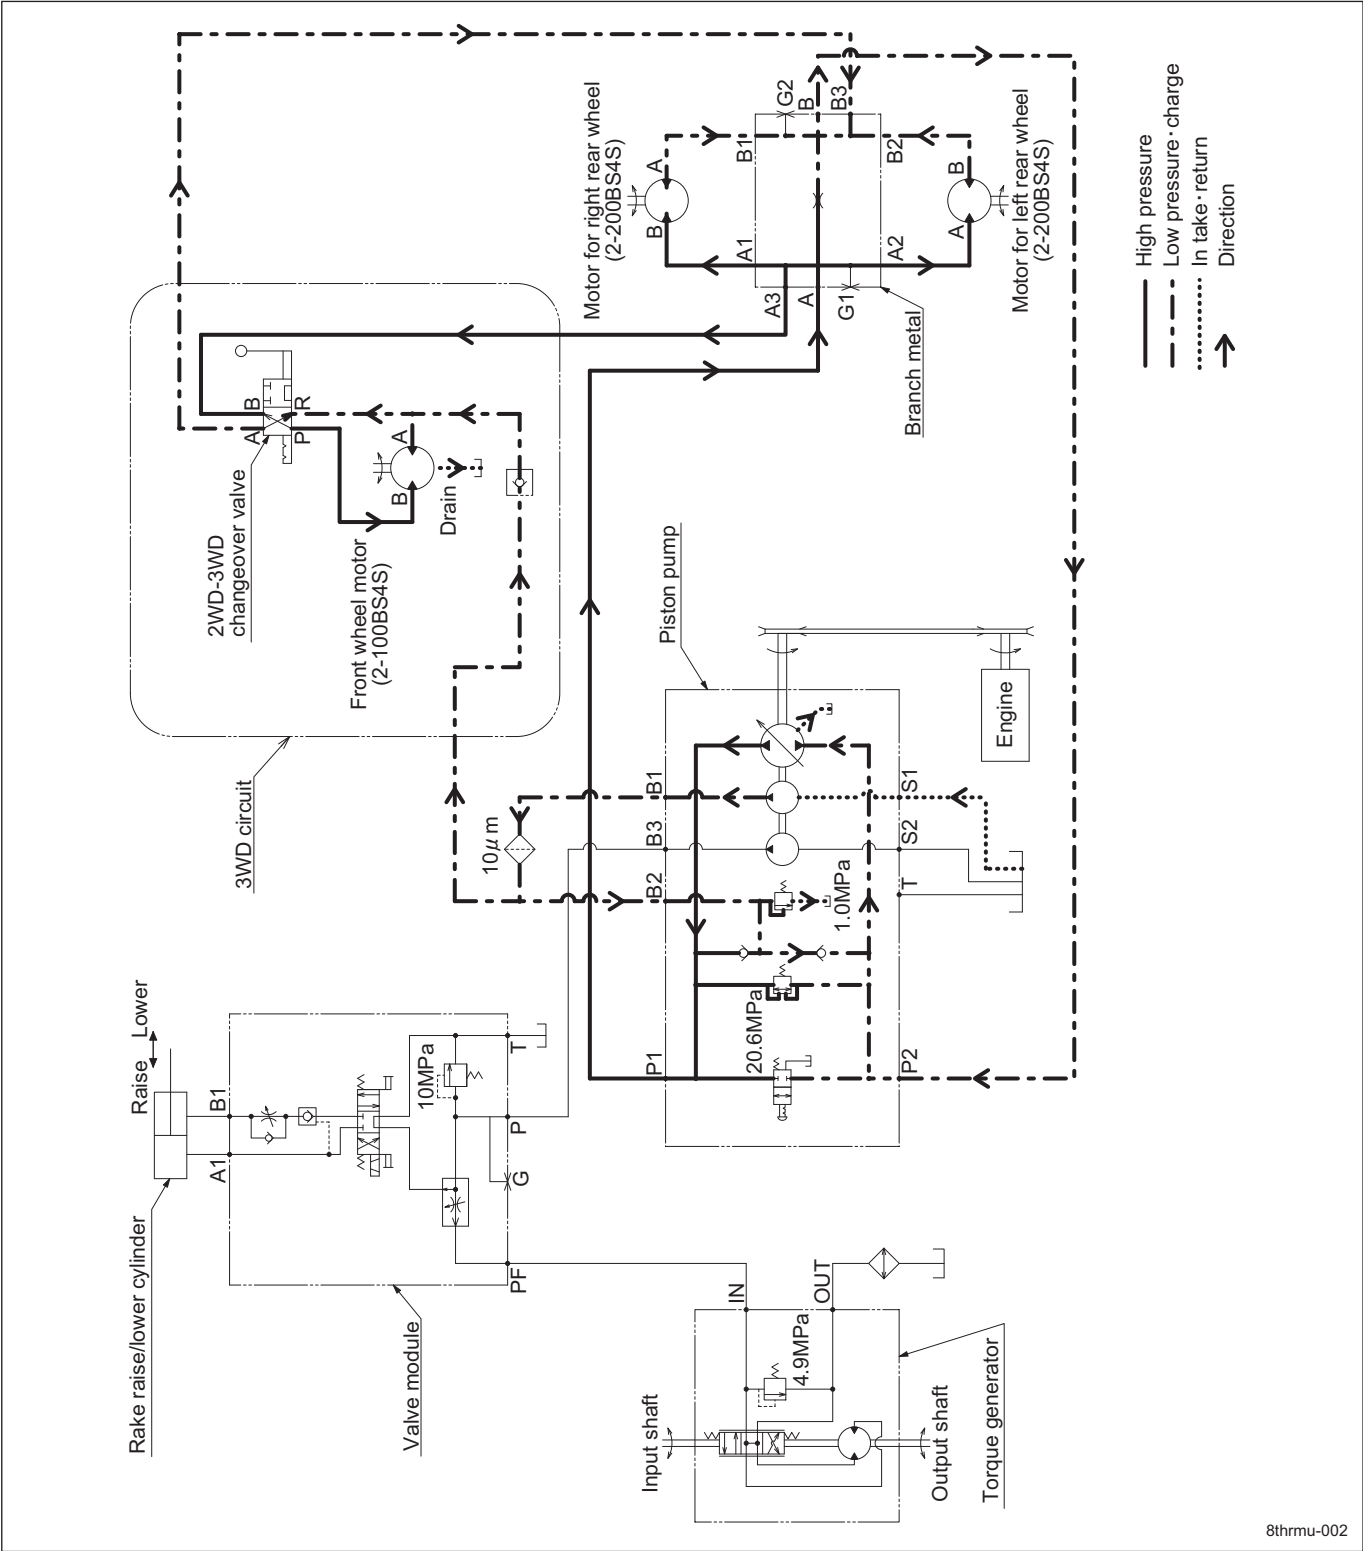 Rake raise/lower cylinder
Raise
Lower
A1
B1
Valve module
PF
G
P
T
10MPa
Input shaft
Output shaft
Torque generator
IN
OUT
4.9MPa
3WD circuit
2WD-3WD
changeover valve
A
B
P
R
Front wheel motor
(2-100BS4S)
B
A
Drain
10μm
B2
B3
B1
Piston pump
P1
P2
20.6MPa
1.0MPa
T
S2
S1
Engine
Motor for right rear wheel
(2-200BS4S)
B
A
A3
A
G1
A1
A2
B1
B2
G2
B
B3
Branch metal
Motor for left rear wheel
(2-200BS4S)
A
B
High pressure
Low pressure・charge
In take・return
Direction
8thrmu-002